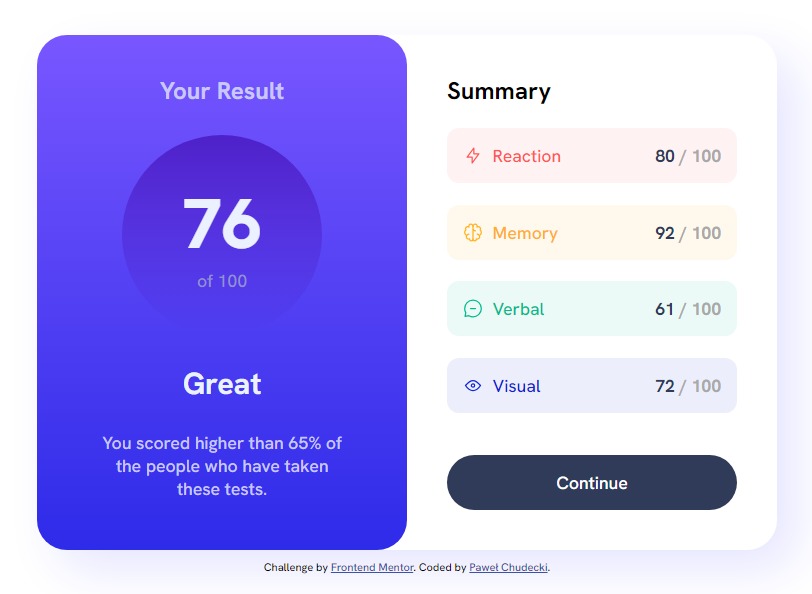 Your Result
76
of 100
Great
You scored higher than 65% of
the people who have taken
these tests.
Summary
Reaction 80 / 100
Memory 92 / 100
Verbal 61 / 100
Visual 72 / 100
Continue
Challenge by Frontend Mentor. Coded by Paweł Chudecki.